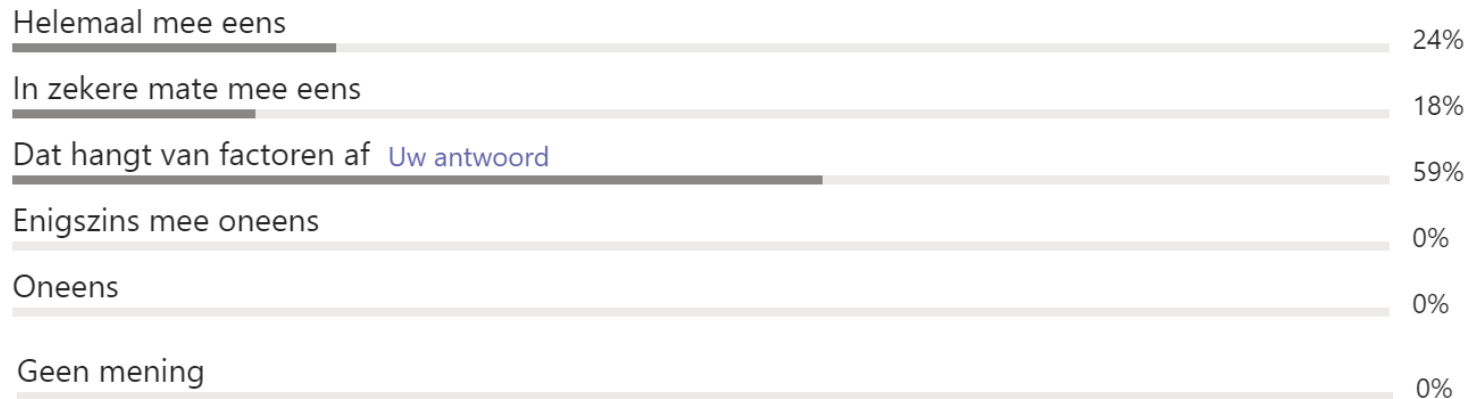 Helemaal mee eens
24%
In zekere mate mee eens
18%
Dat hangt van factoren af Uw antwoord
59%
Enigszins mee oneens
0%
Oneens
0%
Geen mening
0%